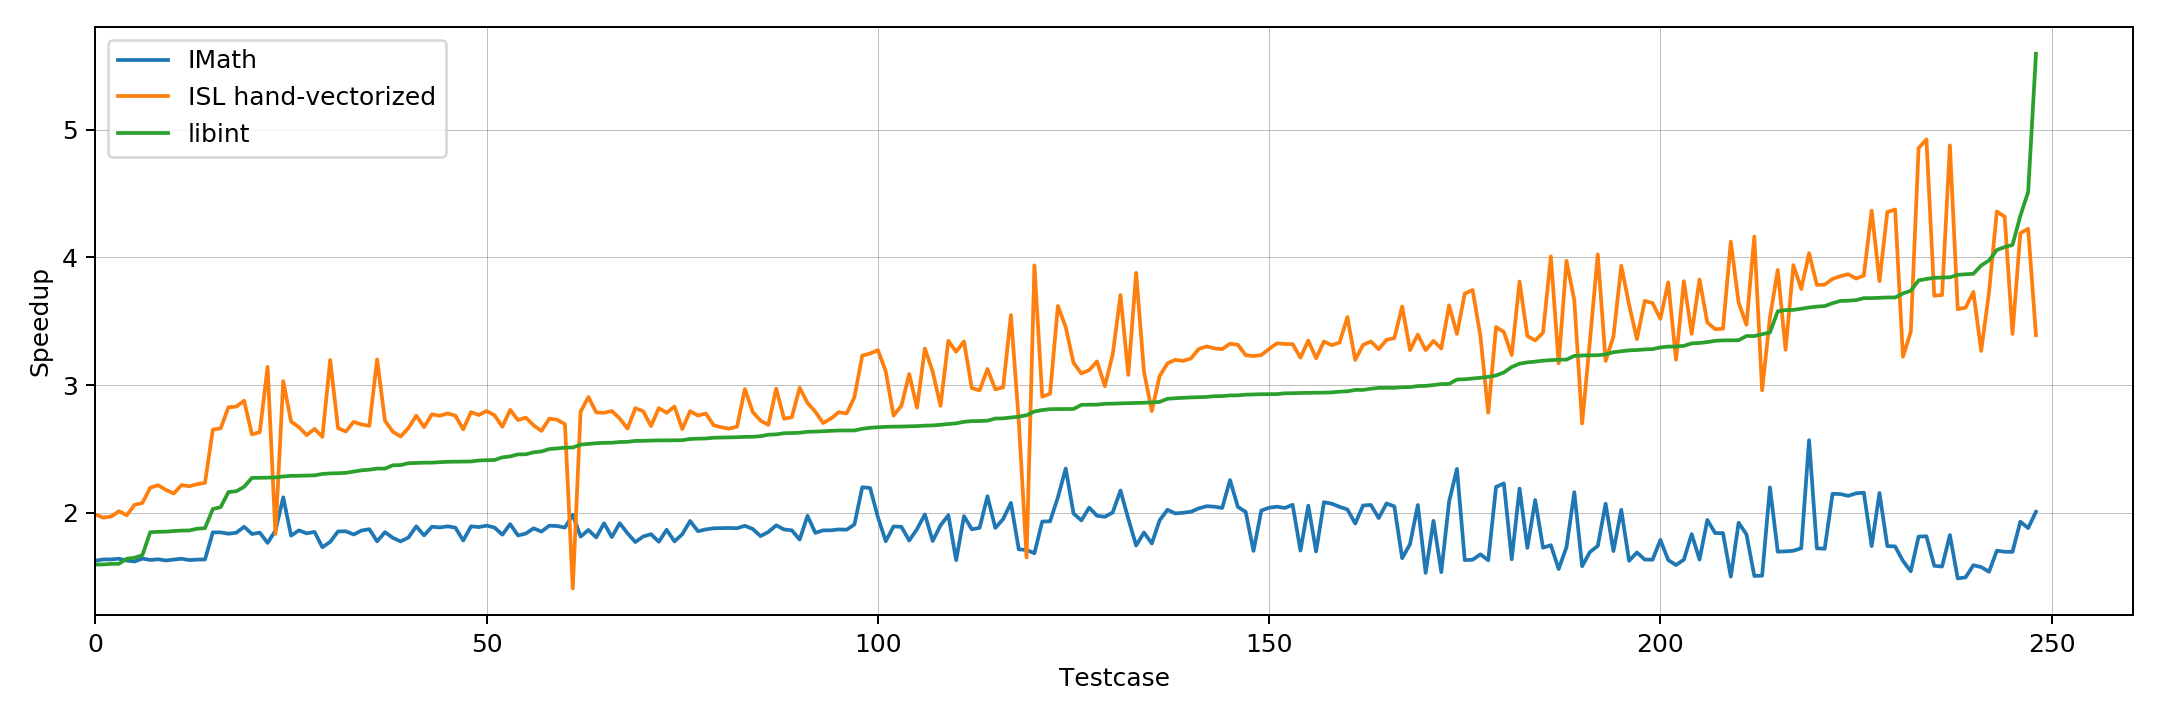 IMath
ISL hand-vectorized
libint
Speedup
5
4
3
2
0 50 100 150 200 250
Testcase